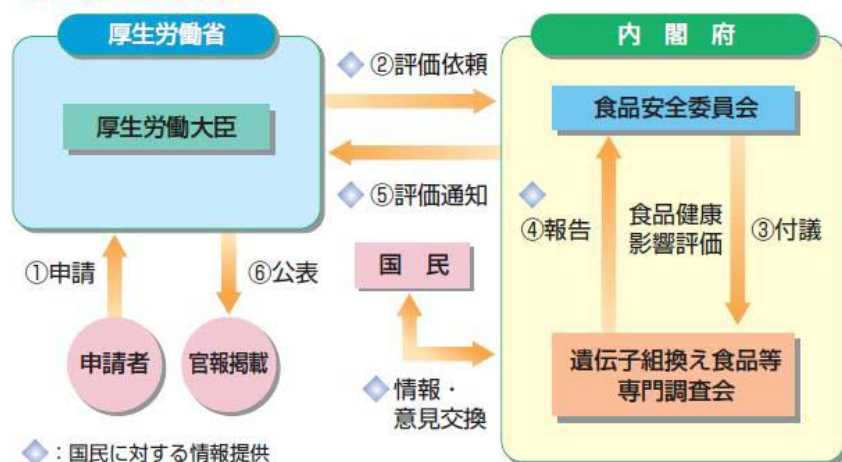 厚生労働省
厚生労働大臣
①申請
⑥公表
申請者
官報掲載
◆：国民に対する情報提供
◆②評価依頼
◆⑤評価通知
国　民
◆情報・
意見交換
内　閣　府
食品安全委員会
◆
④報告
食品健康
影響評価
③付議
遺伝子組換え食品等
専門調査会